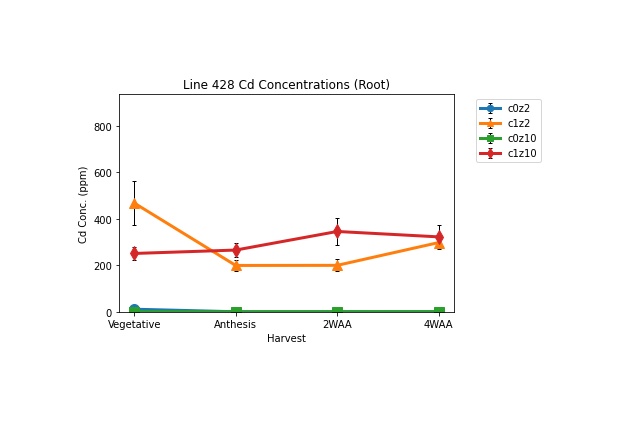 Line 428 Cd Concentrations (Root)
c0z2
c1z2
c0z10
c1z10
800
600
400
200
0
Cd Conc. (ppm)
Vegetative Anthesis 2WAA 4WAA
Harvest